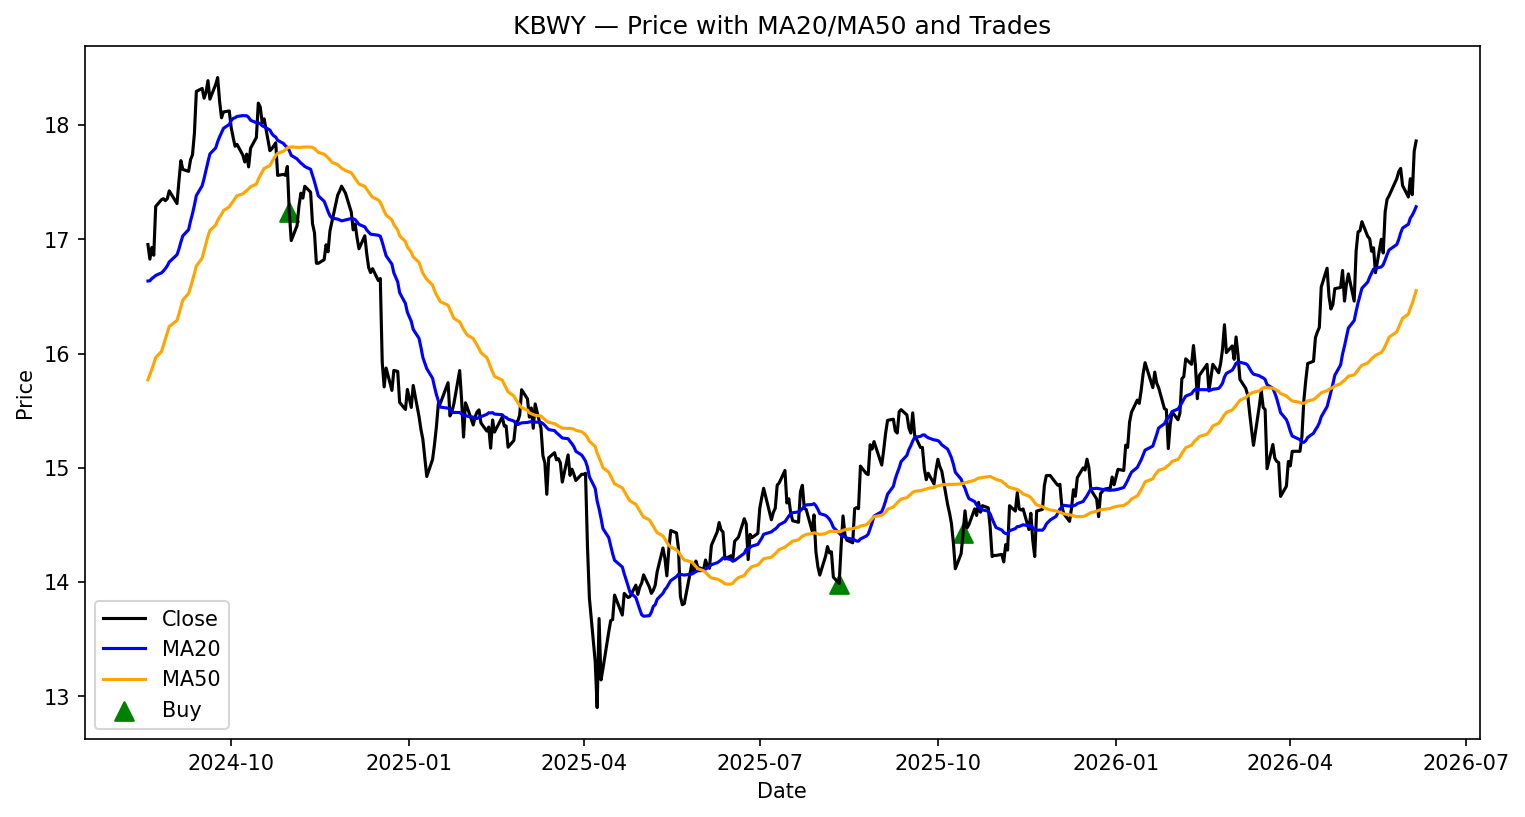 KBWY — Price with MA20/MA50 and Trades
Price
18
17
16
15
14
13
Close
MA20
MA50
Buy
2024-10
2025-01
2025-04
2025-07
2025-10
2026-01
2026-04
2026-07
Date